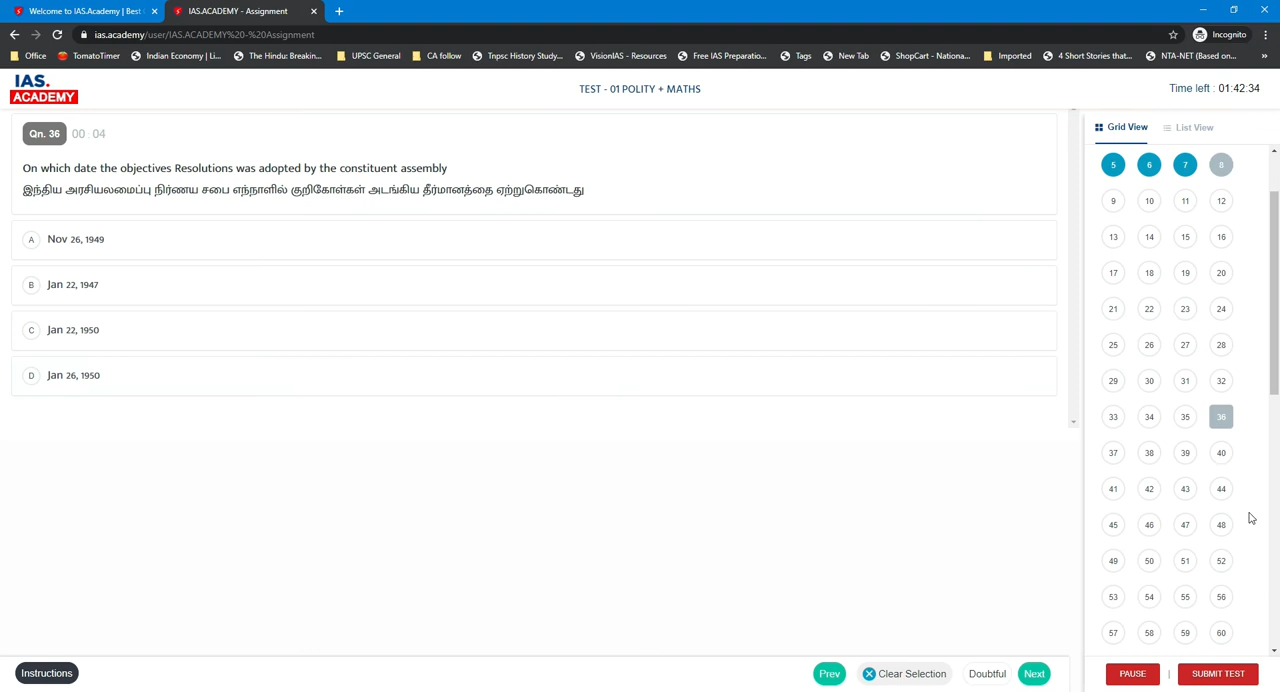 Welcome to IAS.Academy | Best
IAS.ACADEMY - Assignment
ias.academy/user/IAS.ACADEMY%20-%20Assignment
Incognito
Office
TomatoTimer
Indian Economy | Li...
The Hindu Breakin...
UPSC General
CA follow
Tnpsc History Study...
VisionIAS - Resources
Free IAS Preparatio...
Tags
New Tab
ShopCart - Nationa...
Imported
4 Short Stories that...
NTA-NET (Based on...
»
IAS.
ACADEMY
TEST - 01 POLITY + MATHS
Time left : 01:42:34
Qn. 36 00 : 04
On which date the objectives Resolutions was adopted by the constituent assembly
இந்திய அரசியலமைப்பு நிர்ணய சபை எந்நாளில் குறிகோள்கள் அடங்கிய தீர்மானத்தை ஏற்றுகொண்டது
A Nov 26, 1949
B Jan 22, 1947
C Jan 22, 1950
D Jan 26, 1950
Grid View List View
5 6 7 8
9 10 11 12
13 14 15 16
17 18 19 20
21 22 23 24
25 26 27 28
29 30 31 32
33 34 35 36
37 38 39 40
41 42 43 44
45 46 47 48
49 50 51 52
53 54 55 56
57 58 59 60
Instructions
Prev
Clear Selection
Doubtful
Next
PAUSE | SUBMIT TEST